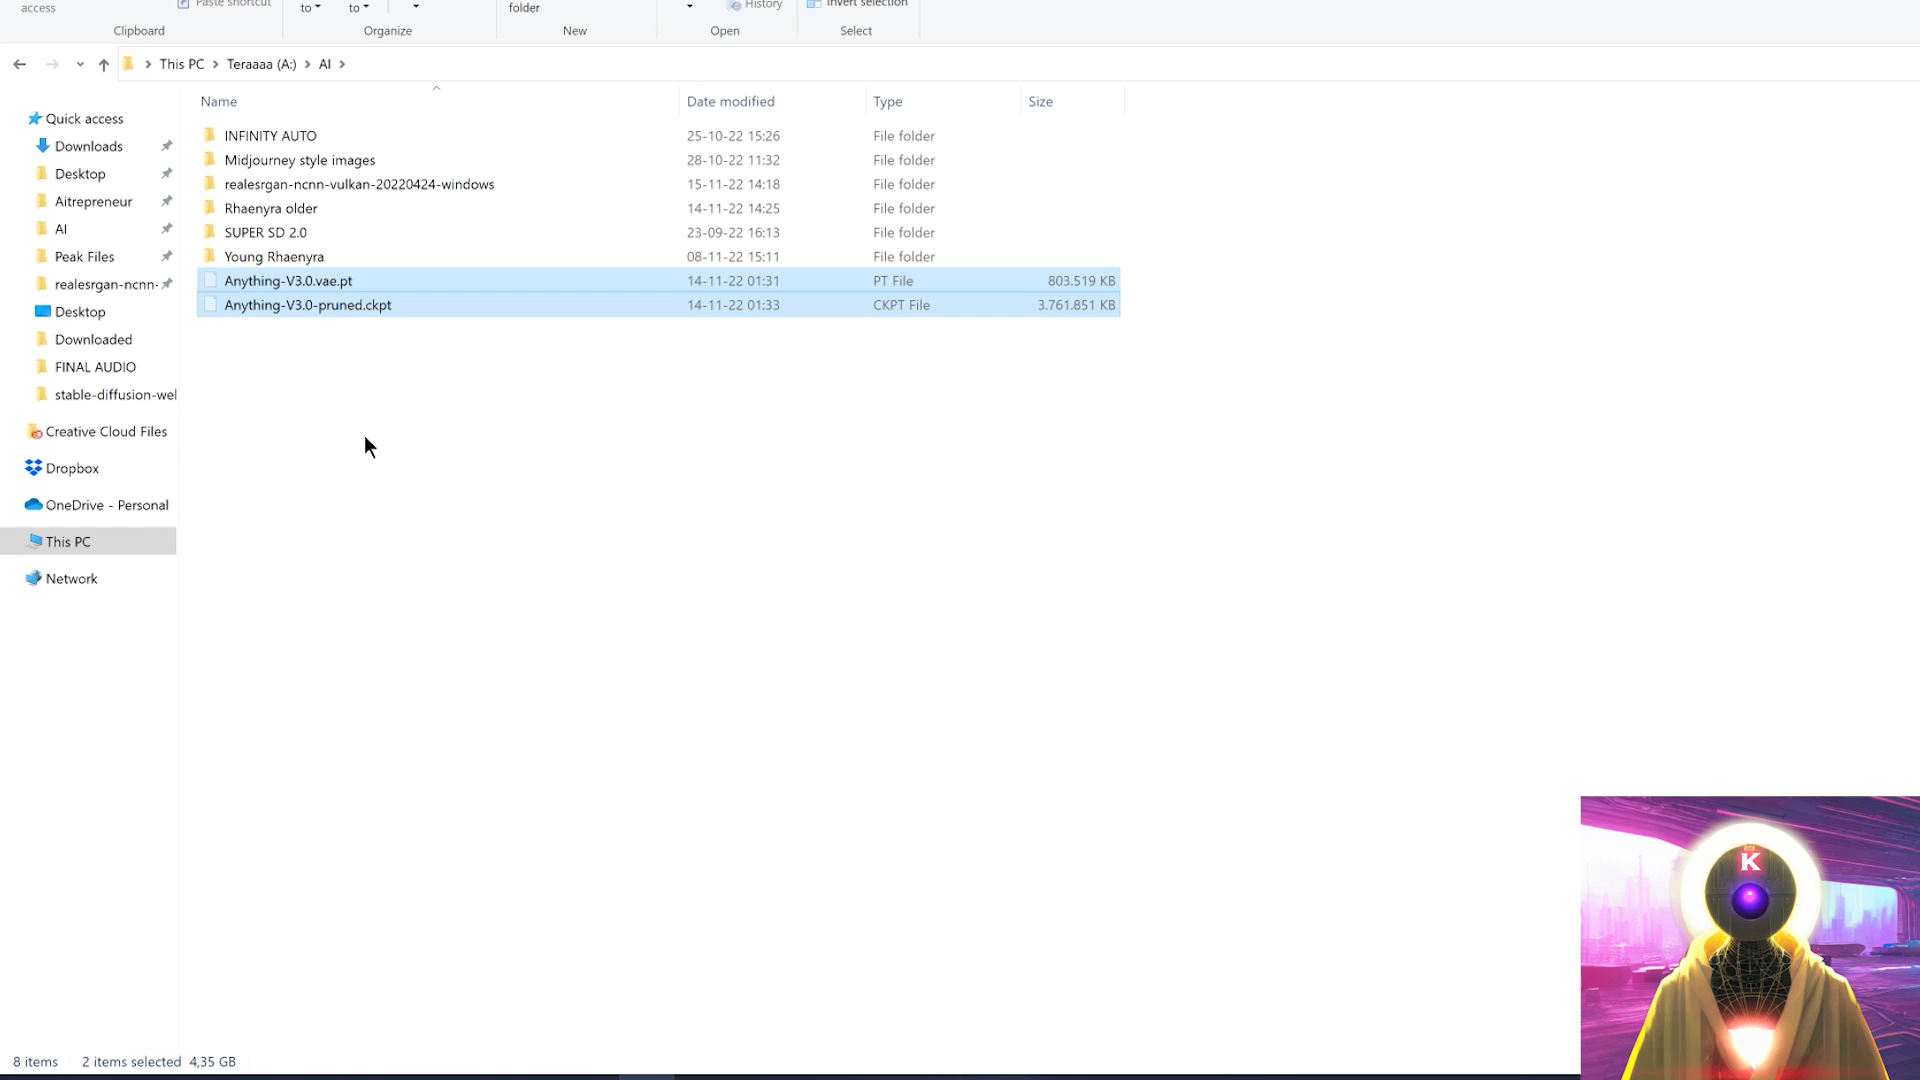 access
Paste shortcut
to
to
folder
History
Invert selection
Clipboard
Organize
New
Open
Select
This PC
Teraaaa (A:)
AI
Name
Date modified
Type
Size
Quick access
Downloads
Desktop
Aitrepreneur
AI
Peak Files
realesrgan-ncnn-
Desktop
Downloaded
FINAL AUDIO
stable-diffusion-wel
Creative Cloud Files
Dropbox
OneDrive - Personal
This PC
Network
INFINITY AUTO 25-10-22 15:26 File folder
Midjourney style images 28-10-22 11:32 File folder
realesrgan-ncnn-vulkan-20220424-windows 15-11-22 14:18 File folder
Rhaenyra older 14-11-22 14:25 File folder
SUPER SD 2.0 23-09-22 16:13 File folder
Young Rhaenyra 08-11-22 15:11 File folder
Anything-V3.0.vae.pt 14-11-22 01:31 PT File 803.519 KB
Anything-V3.0-pruned.ckpt 14-11-22 01:33 CKPT File 3.761.851 KB
K
8 items 2 items selected 4,35 GB